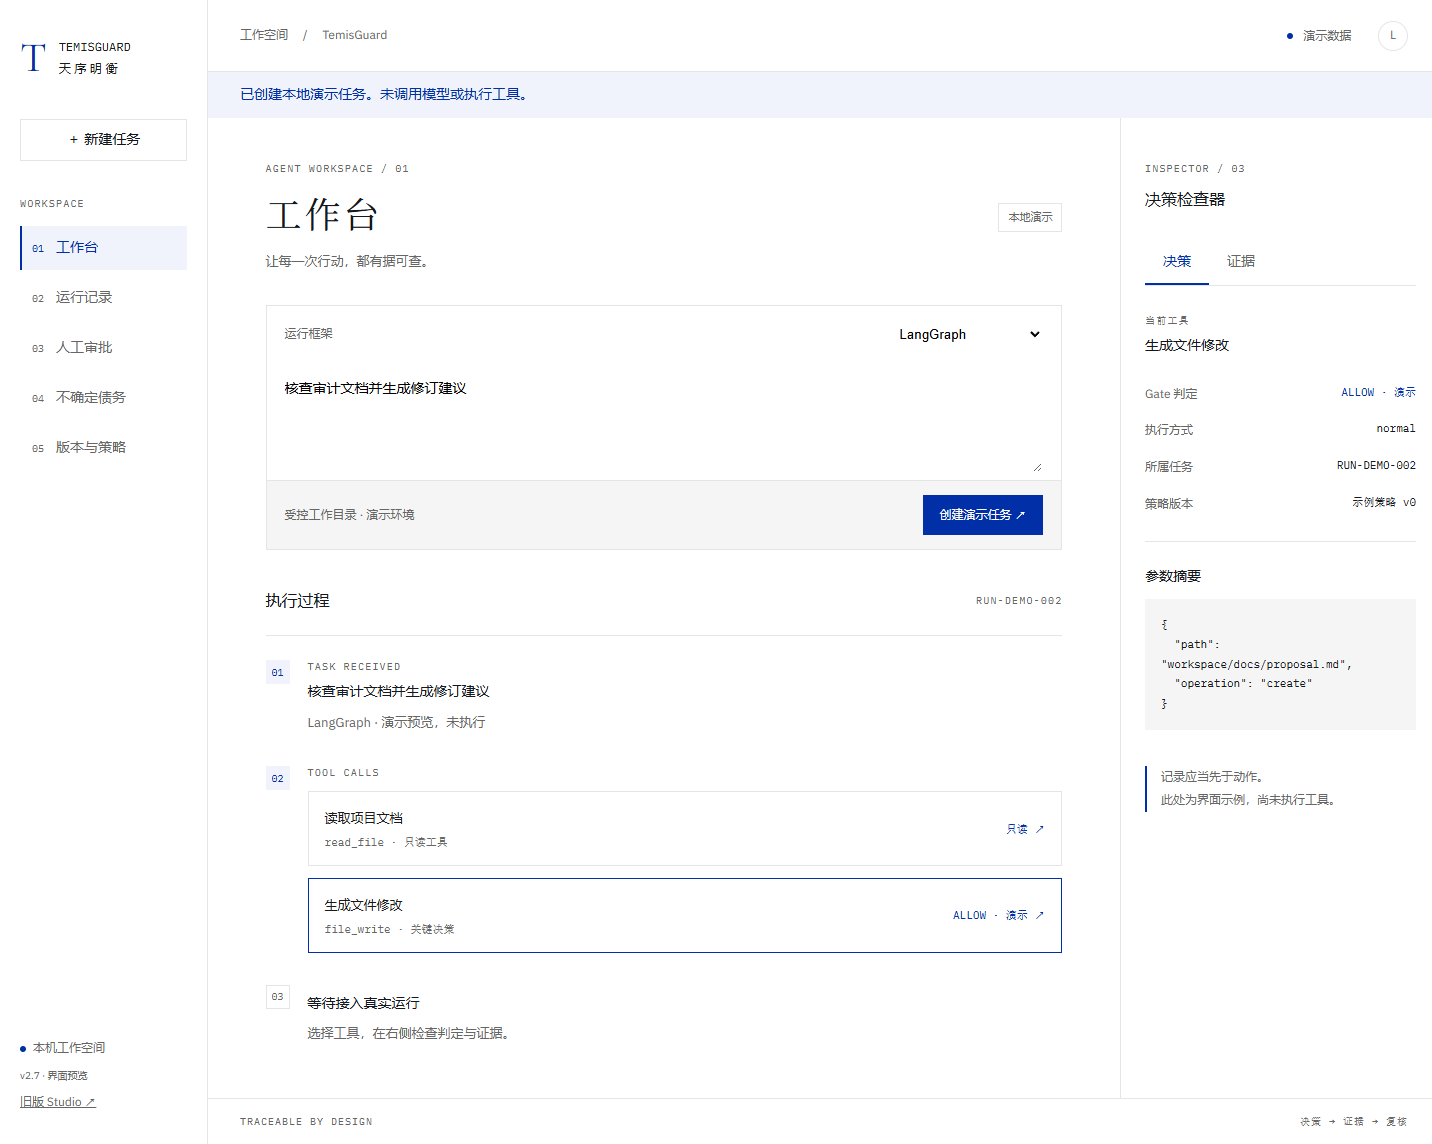 T
TEMISGUARD
天序明衡
+ 新建任务
WORKSPACE
01 工作台
02 运行记录
03 人工审批
04 不确定债务
05 版本与策略
本机工作空间
v2.7 · 界面预览
旧版 Studio ↗
工作空间 / TemisGuard
演示数据
L
已创建本地演示任务。未调用模型或执行工具。
AGENT WORKSPACE / 01
工作台
本地演示
让每一次行动，都有据可查。
运行框架
LangGraph
核查审计文档并生成修订建议
受控工作目录 · 演示环境
创建演示任务 ↗
执行过程
RUN-DEMO-002
01
TASK RECEIVED
核查审计文档并生成修订建议
LangGraph · 演示预览，未执行
02
TOOL CALLS
读取项目文档
read_file · 只读工具
只读 ↗
生成文件修改
file_write · 关键决策
ALLOW · 演示 ↗
03
等待接入真实运行
选择工具，在右侧检查判定与证据。
INSPECTOR / 03
决策检查器
决策 证据
当前工具
生成文件修改
Gate 判定 ALLOW · 演示
执行方式 normal
所属任务 RUN-DEMO-002
策略版本 示例策略 v0
参数摘要
{
"path":
"workspace/docs/proposal.md",
"operation": "create"
}
记录应当先于动作。
此处为界面示例，尚未执行工具。
TRACEABLE BY DESIGN
决策 → 证据 → 复核